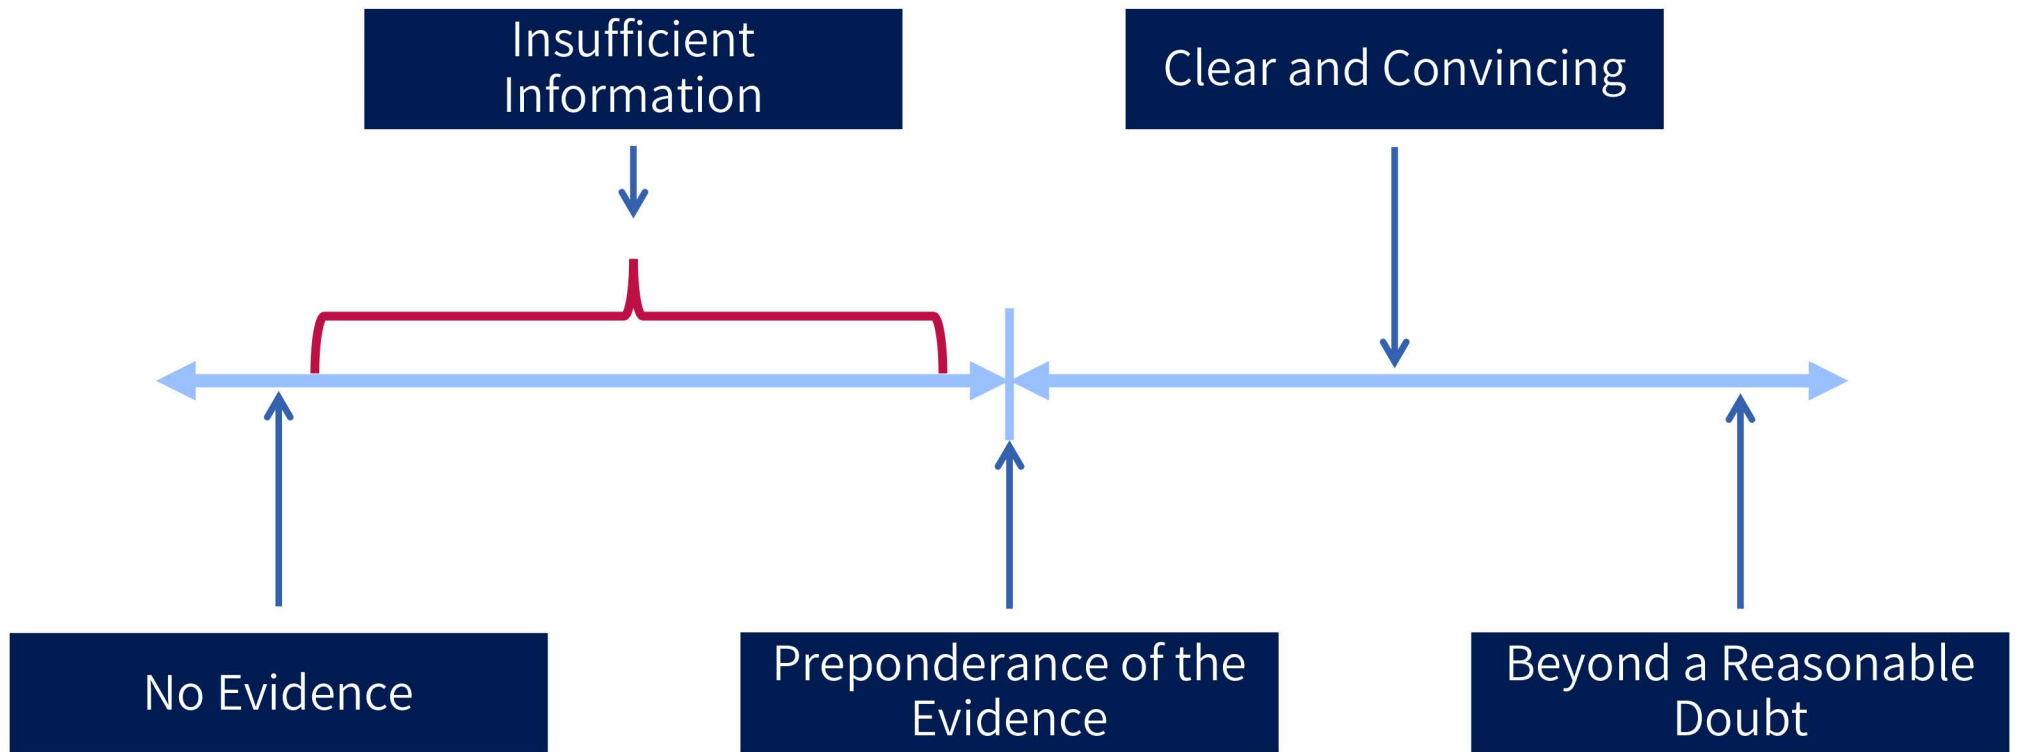 Insufficient
Information
Clear and Convincing
No Evidence
Preponderance of the
Evidence
Beyond a Reasonable
Doubt